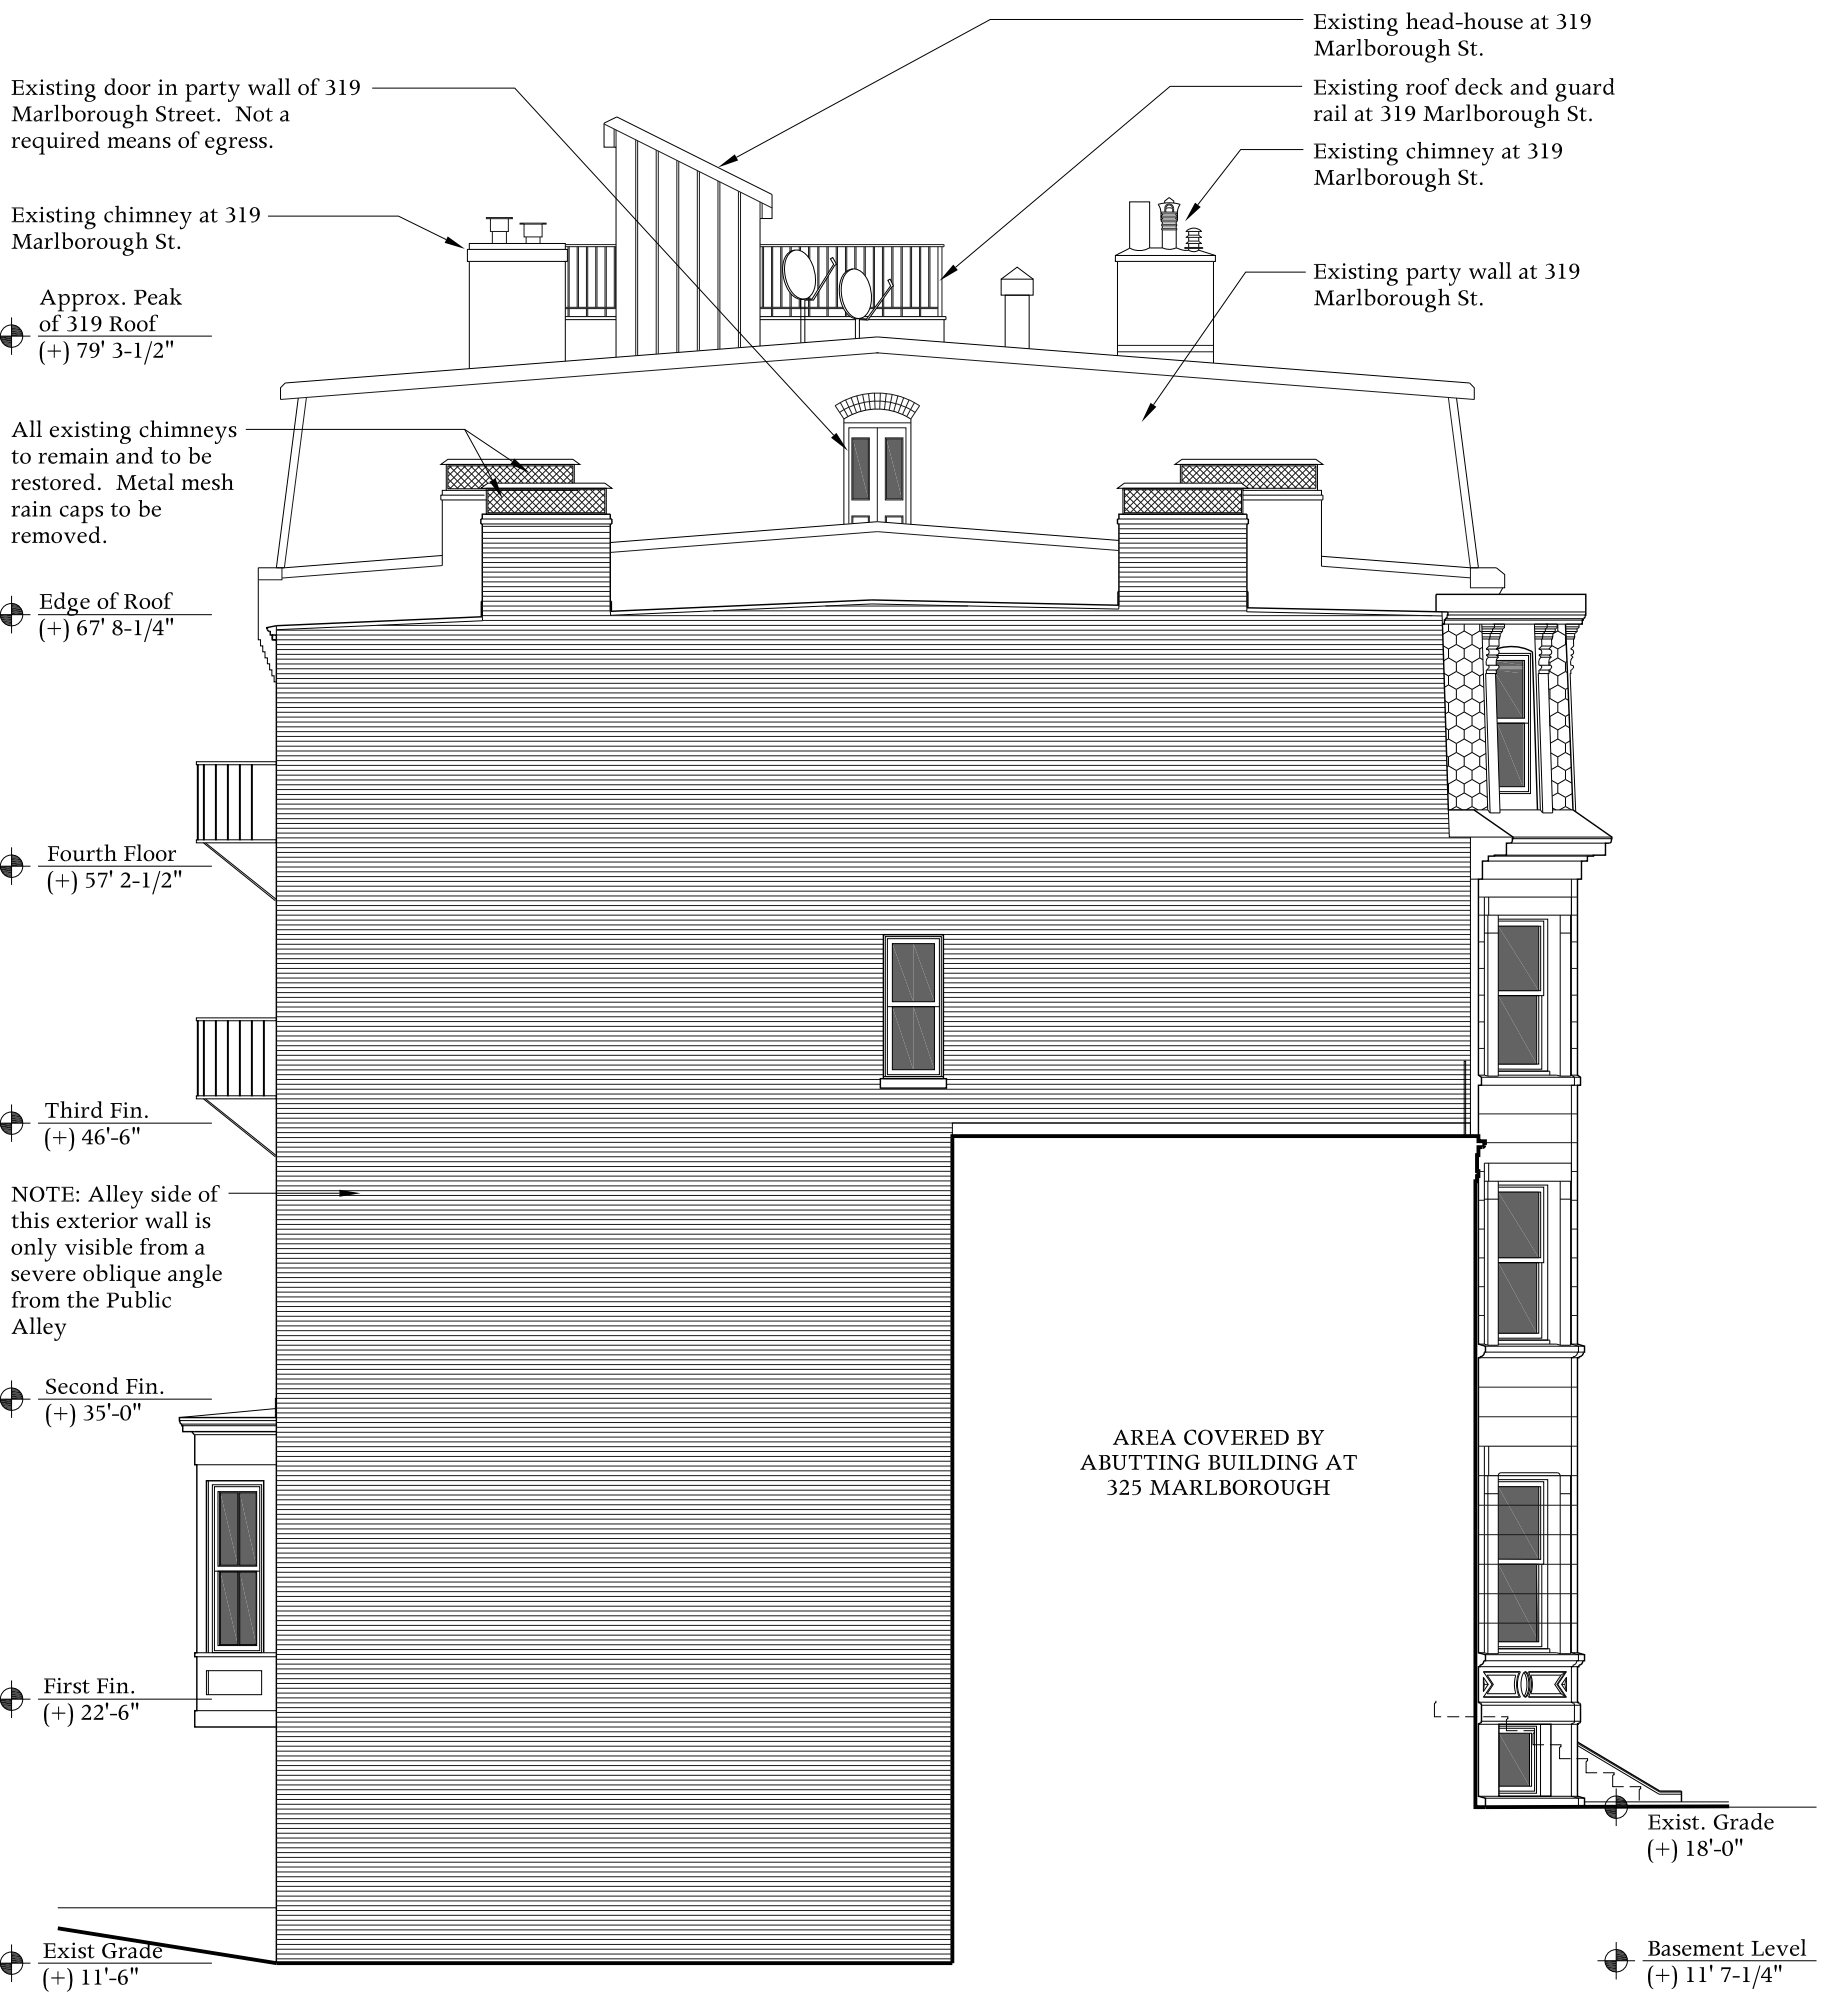 Existing head-house at 319
Marlborough St.
Existing door in party wall of 319
Marlborough Street.  Not a
required means of egress.
Existing roof deck and guard
rail at 319 Marlborough St.
Existing chimney at 319
Marlborough St.
Existing chimney at 319
Marlborough St.
Existing party wall at 319
Marlborough St.
Approx. Peak
of 319 Roof
(+) 79' 3-1/2"
All existing chimneys
to remain and to be
restored.  Metal mesh
rain caps to be
removed.
Edge of Roof
(+) 67' 8-1/4"
Fourth Floor
(+) 57' 2-1/2"
Third Fin.
(+) 46'-6"
NOTE: Alley side of
this exterior wall is
only visible from a
severe oblique angle
from the Public
Alley
Second Fin.
(+) 35'-0"
AREA COVERED BY
ABUTTING BUILDING AT
325 MARLBOROUGH
First Fin.
(+) 22'-6"
Exist. Grade
(+) 18'-0"
Exist Grade
(+) 11'-6"
Basement Level
(+) 11' 7-1/4"